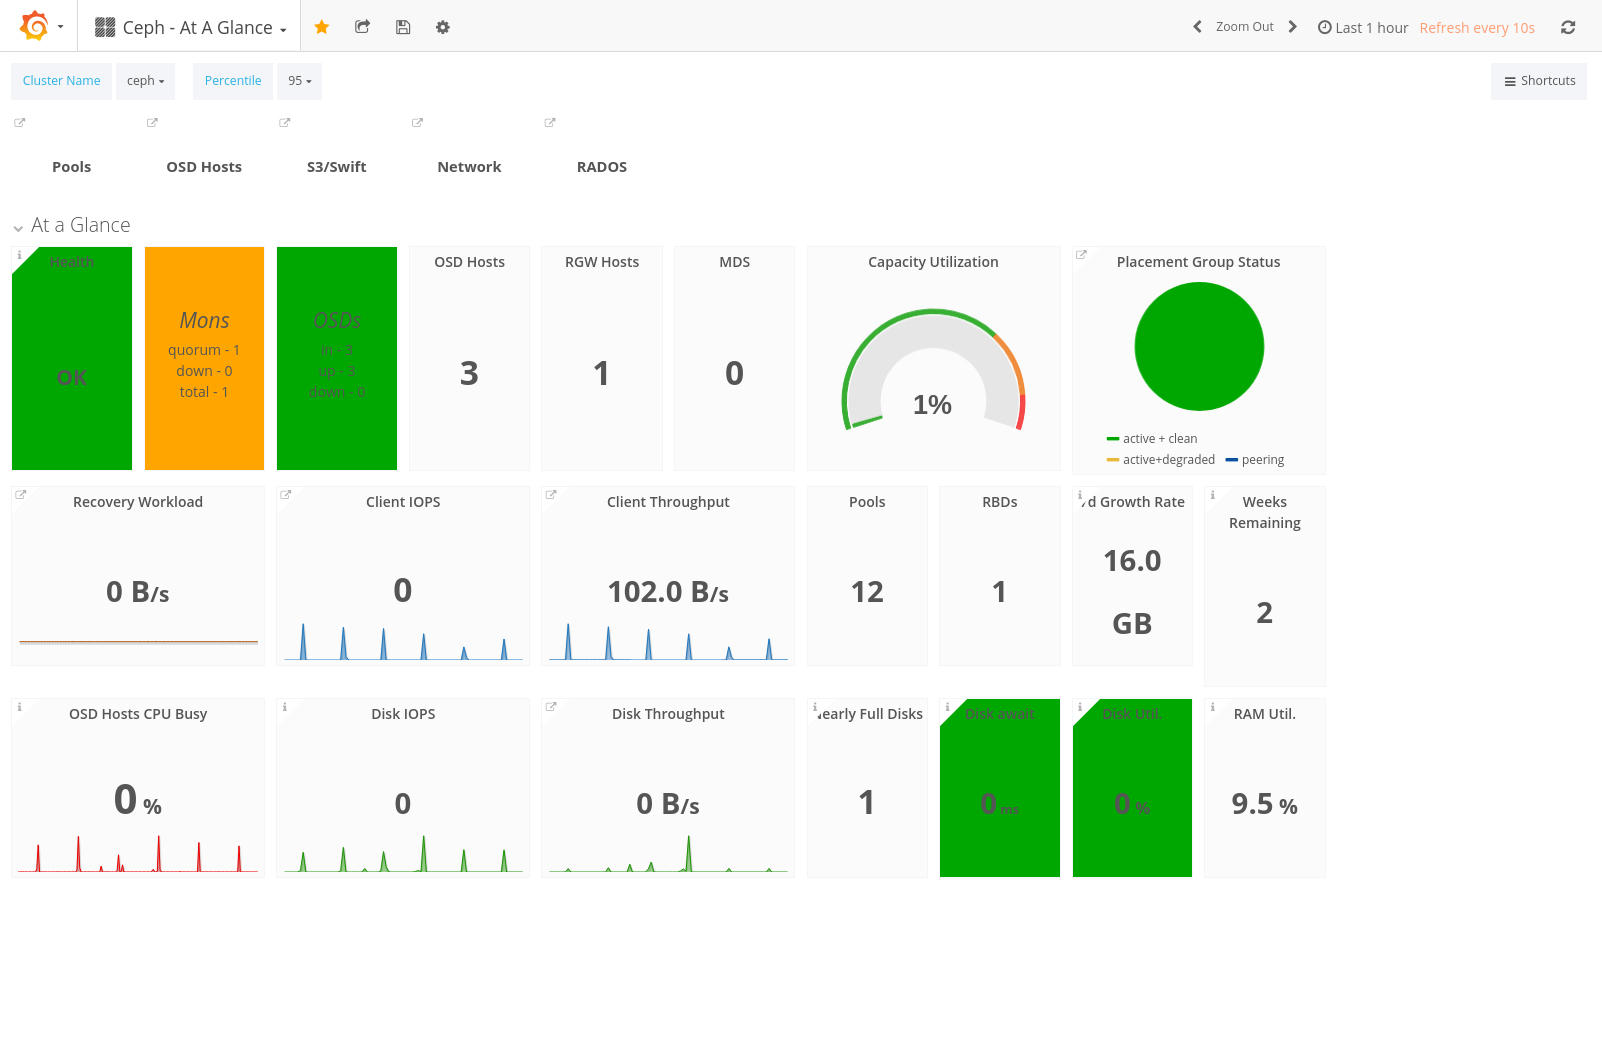 Ceph - At A Glance
Zoom Out
Last 1 hour
Refresh every 10s
Cluster Name
ceph
Percentile
95
Shortcuts
Pools
OSD Hosts
S3/Swift
Network
RADOS
At a Glance
Health
OK
Mons
quorum - 1
down - 0
total - 1
OSDs
in - 3
up - 3
down - 0
OSD Hosts
3
RGW Hosts
1
MDS
0
Capacity Utilization
1%
Placement Group Status
active + clean
active+degraded
peering
Recovery Workload
0 B/s
Client IOPS
0
Client Throughput
102.0 B/s
Pools
12
RBDs
1
d Growth Rate
16.0
GB
Weeks
Remaining
2
OSD Hosts CPU Busy
0 %
Disk IOPS
0
Disk Throughput
0 B/s
early Full Disks
1
Disk await
0 ms
Disk Util.
0 %
RAM Util.
9.5 %